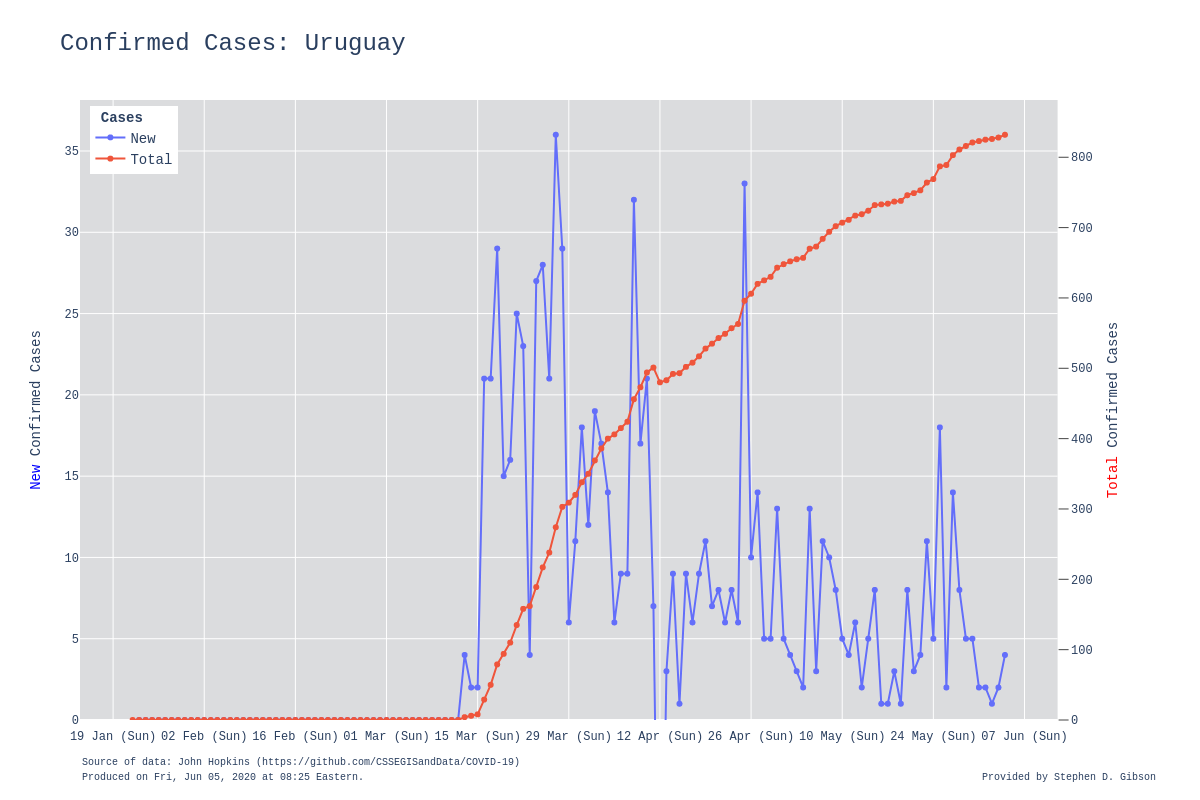 Confirmed Cases: Uruguay
Cases
New
Total
35
30
25
20
15
10
5
0
New Confirmed Cases
800
700
600
500
400
300
200
100
0
Total Confirmed Cases
19 Jan (Sun) 02 Feb (Sun) 16 Feb (Sun) 01 Mar (Sun) 15 Mar (Sun) 29 Mar (Sun) 12 Apr (Sun) 26 Apr (Sun) 10 May (Sun) 24 May (Sun) 07 Jun (Sun)
Source of data: John Hopkins (https://github.com/CSSEGISandData/COVID-19)
Produced on Fri, Jun 05, 2020 at 08:25 Eastern.
Provided by Stephen D. Gibson